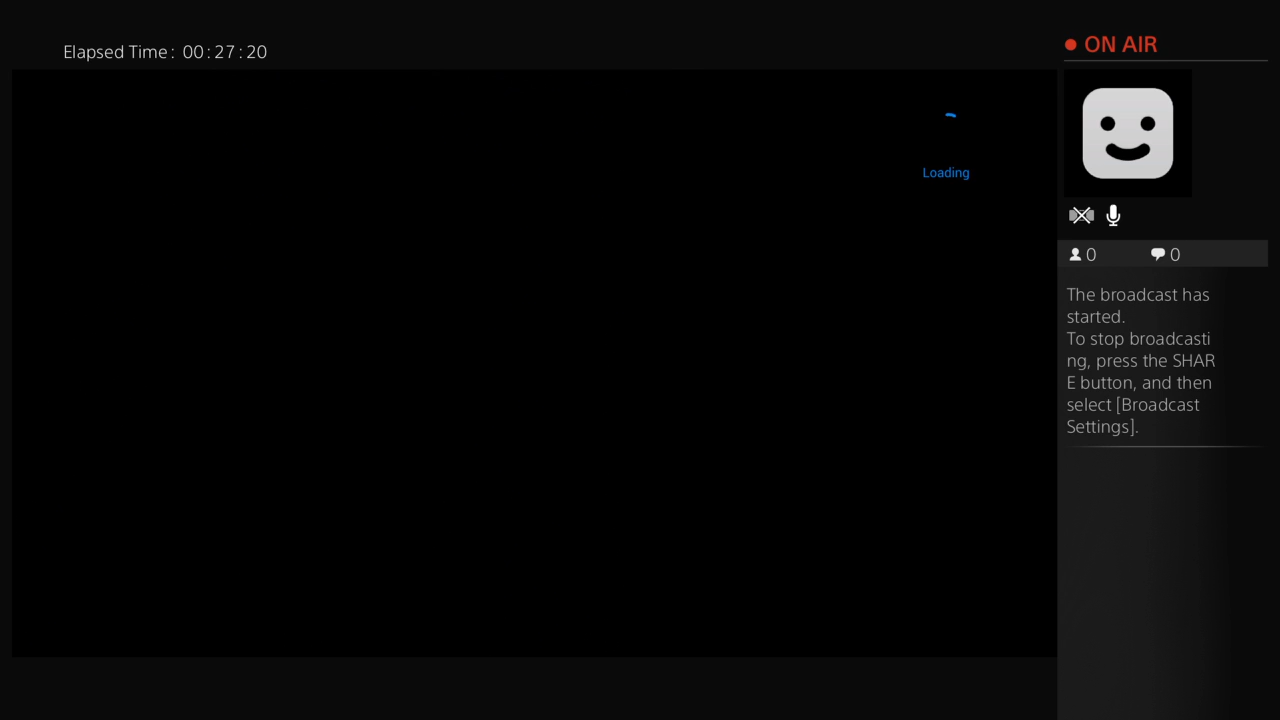 Elapsed Time: 00:27:20
ON AIR
Loading
0 0
The broadcast has
started.
To stop broadcasti
ng, press the SHAR
E button, and then
select [Broadcast
Settings].